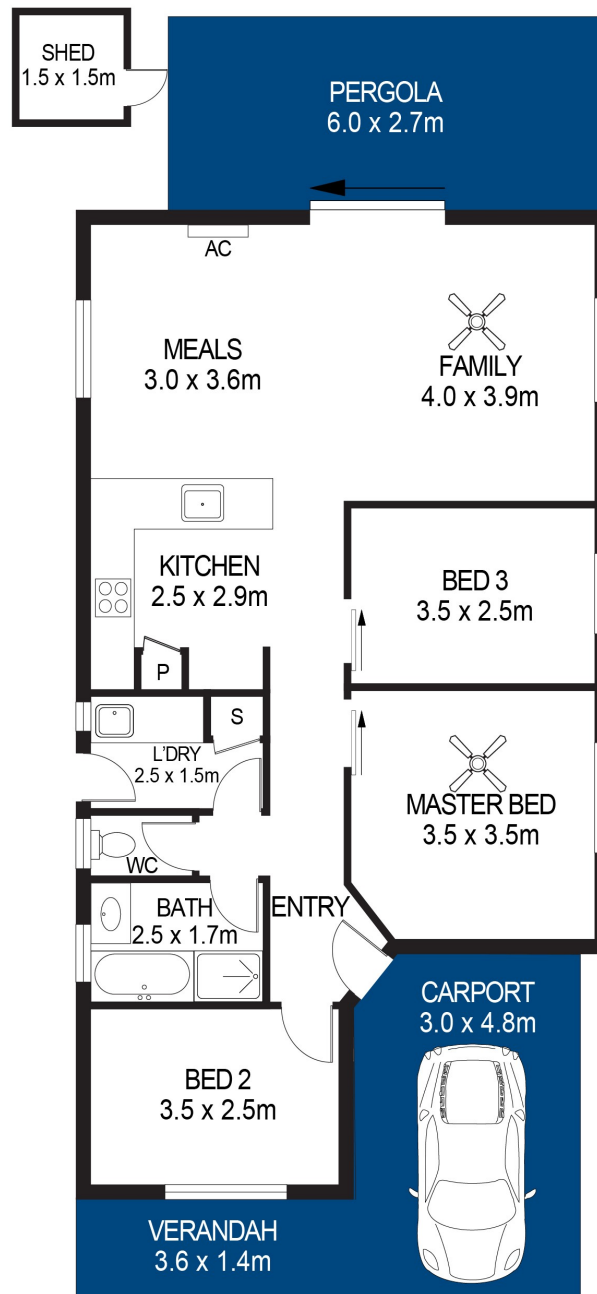 SHED
1.5 x 1.5m
PERGOLA
6.0 x 2.7m
AC
MEALS
3.0 x 3.6m
FAMILY
4.0 x 3.9m
KITCHEN
2.5 x 2.9m
BED 3
3.5 x 2.5m
P
S
L'DRY
2.5 x 1.5m
MASTER BED
3.5 x 3.5m
WC
BATH
2.5 x 1.7m
ENTRY
CARPORT
3.0 x 4.8m
BED 2
3.5 x 2.5m
VERANDAH
3.6 x 1.4m